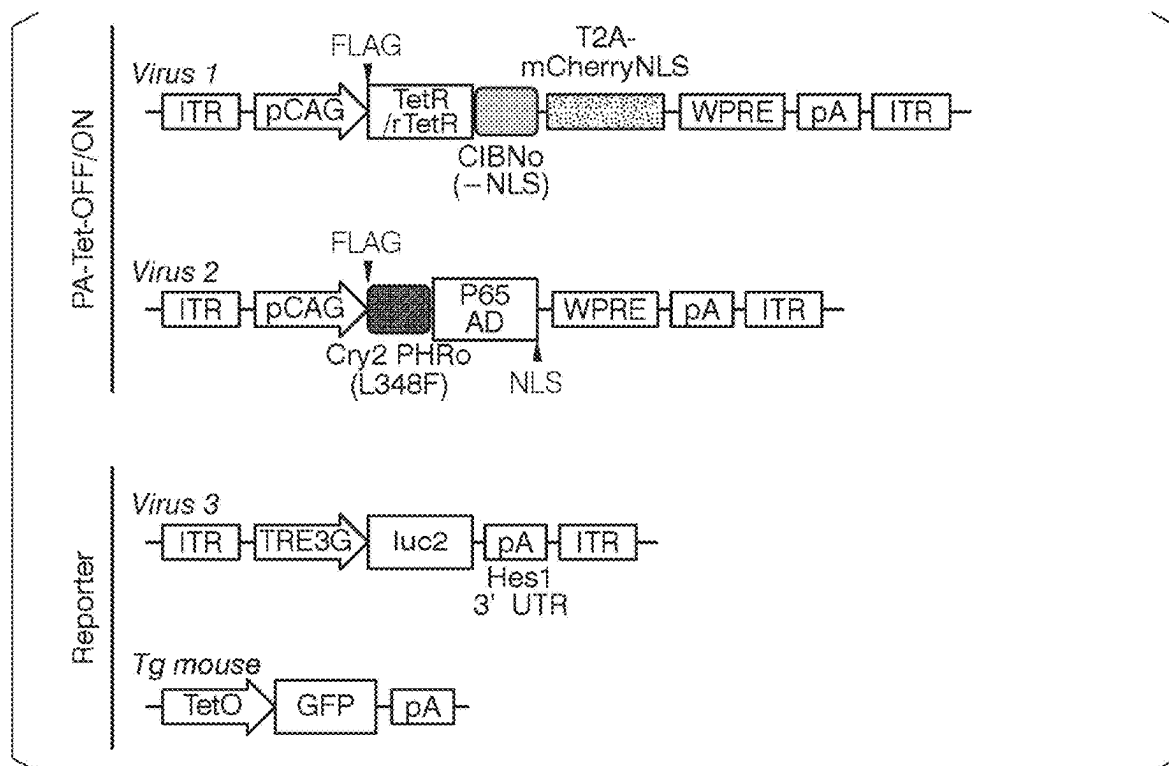 PA-Tet-OFF/ON
Virus 1
FLAG
T2A-
mCherryNLS
ITR
pCAG
TetR
/rTetR
WPRE
pA
ITR
CIBNo
(−NLS)
Virus 2
FLAG
ITR
pCAG
P65
AD
WPRE
pA
ITR
Cry2 PHRo
(L348F)
NLS
Reporter
Virus 3
ITR
TRE3G
luc2
pA
ITR
Hes1
3' UTR
Tg mouse
TetO
GFP
pA